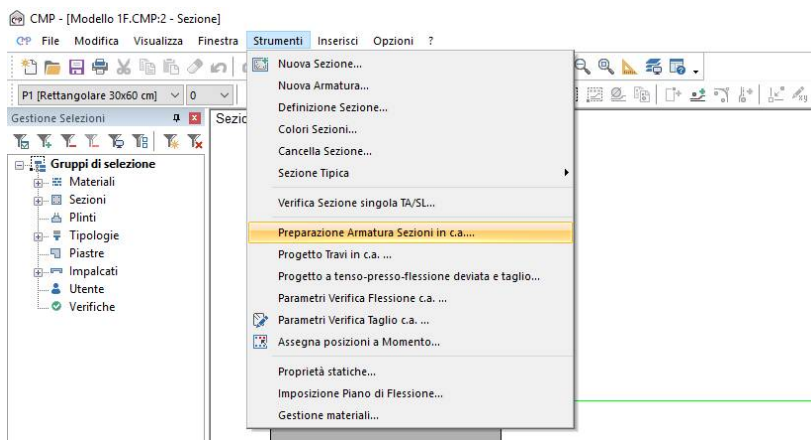 CMP - [Modello 1F.CMP:2 - Sezione]
File Modifica Visualizza Finestra Strumenti Inserisci Opzioni ?
P1 [Rettangolare 30x60 cm] 0
Gestione Selezioni
Sezio
Gruppi di selezione
Materiali
Sezioni
Plinti
Tipologie
Piastre
Impalcati
Utente
Verifiche
Nuova Sezione...
Nuova Armatura...
Definizione Sezione...
Colori Sezioni...
Cancella Sezione...
Sezione Tipica
Verifica Sezione singola TA/SL...
Preparazione Armatura Sezioni in c.a....
Progetto Travi in c.a. ...
Progetto a tenso-presso-flessione deviata e taglio...
Parametri Verifica Flessione c.a. ...
Parametri Verifica Taglio c.a. ...
Assegna posizioni a Momento...
Proprietà statiche...
Imposizione Piano di Flessione...
Gestione materiali...